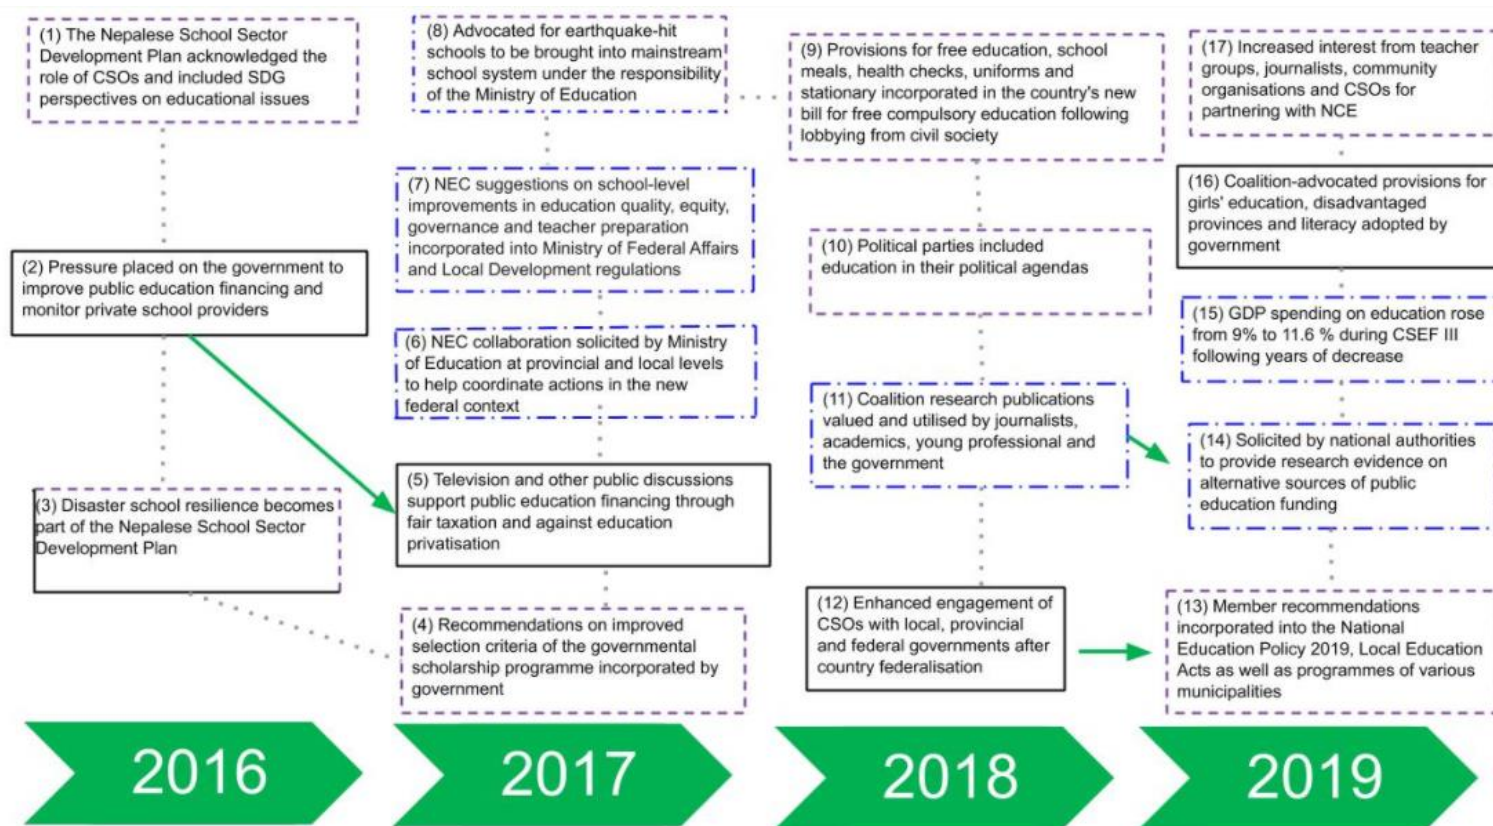 (1) The Nepalese School Sector
Development Plan acknowledged the
role of CSOs and included SDG
perspectives on educational issues
(2) Pressure placed on the government to
improve public education financing and
monitor private school providers
(3) Disaster school resilience becomes
part of the Nepalese School Sector
Development Plan
(8) Advocated for earthquake-hit
schools to be brought into mainstream
school system under the responsibility
of the Ministry of Education
(7) NEC suggestions on school-level
improvements in education quality, equity,
governance and teacher preparation
incorporated into Ministry of Federal Affairs
and Local Development regulations
(6) NEC collaboration solicited by Ministry
of Education at provincial and local levels
to help coordinate actions in the new
federal context
(5) Television and other public discussions
support public education financing through
fair taxation and against education
privatisation
(4) Recommendations on improved
selection criteria of the governmental
scholarship programme incorporated by
government
(9) Provisions for free education, school
meals, health checks, uniforms and
stationary incorporated in the country's new
bill for free compulsory education following
lobbying from civil society
(10) Political parties included
education in their political agendas
(11) Coalition research publications
valued and utilised by journalists,
academics, young professional and
the government
(12) Enhanced engagement of
CSOs with local, provincial
and federal governments after
country federalisation
(17) Increased interest from teacher
groups, journalists, community
organisations and CSOs for
partnering with NCE
(16) Coalition-advocated provisions for
girls' education, disadvantaged
provinces and literacy adopted by
government
(15) GDP spending on education rose
from 9% to 11.6 % during CSEF III
following years of decrease
(14) Solicited by national authorities
to provide research evidence on
alternative sources of public
education funding
(13) Member recommendations
incorporated into the National
Education Policy 2019, Local Education
Acts as well as programmes of various
municipalities
2016
2017
2018
2019